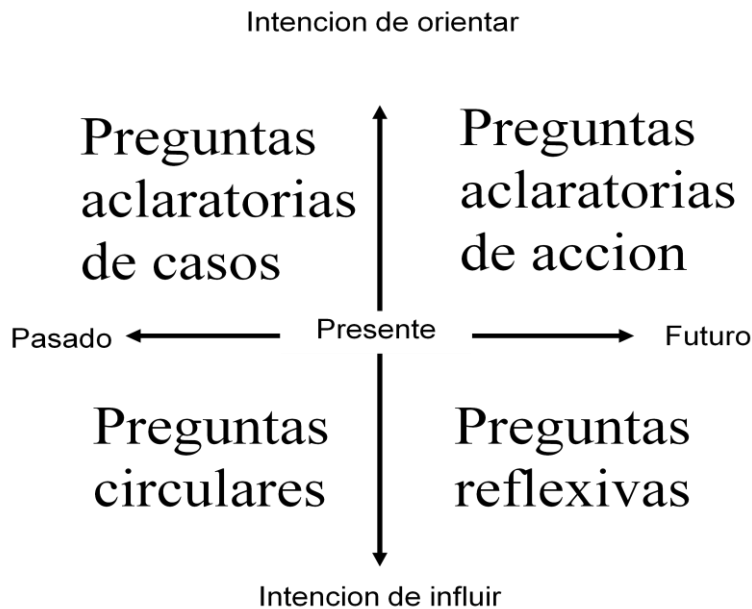 Intencion de orientar
Preguntas
aclaratorias
de casos
Preguntas
aclaratorias
de accion
Pasado
Presente
Futuro
Preguntas
circulares
Preguntas
reflexivas
Intencion de influir